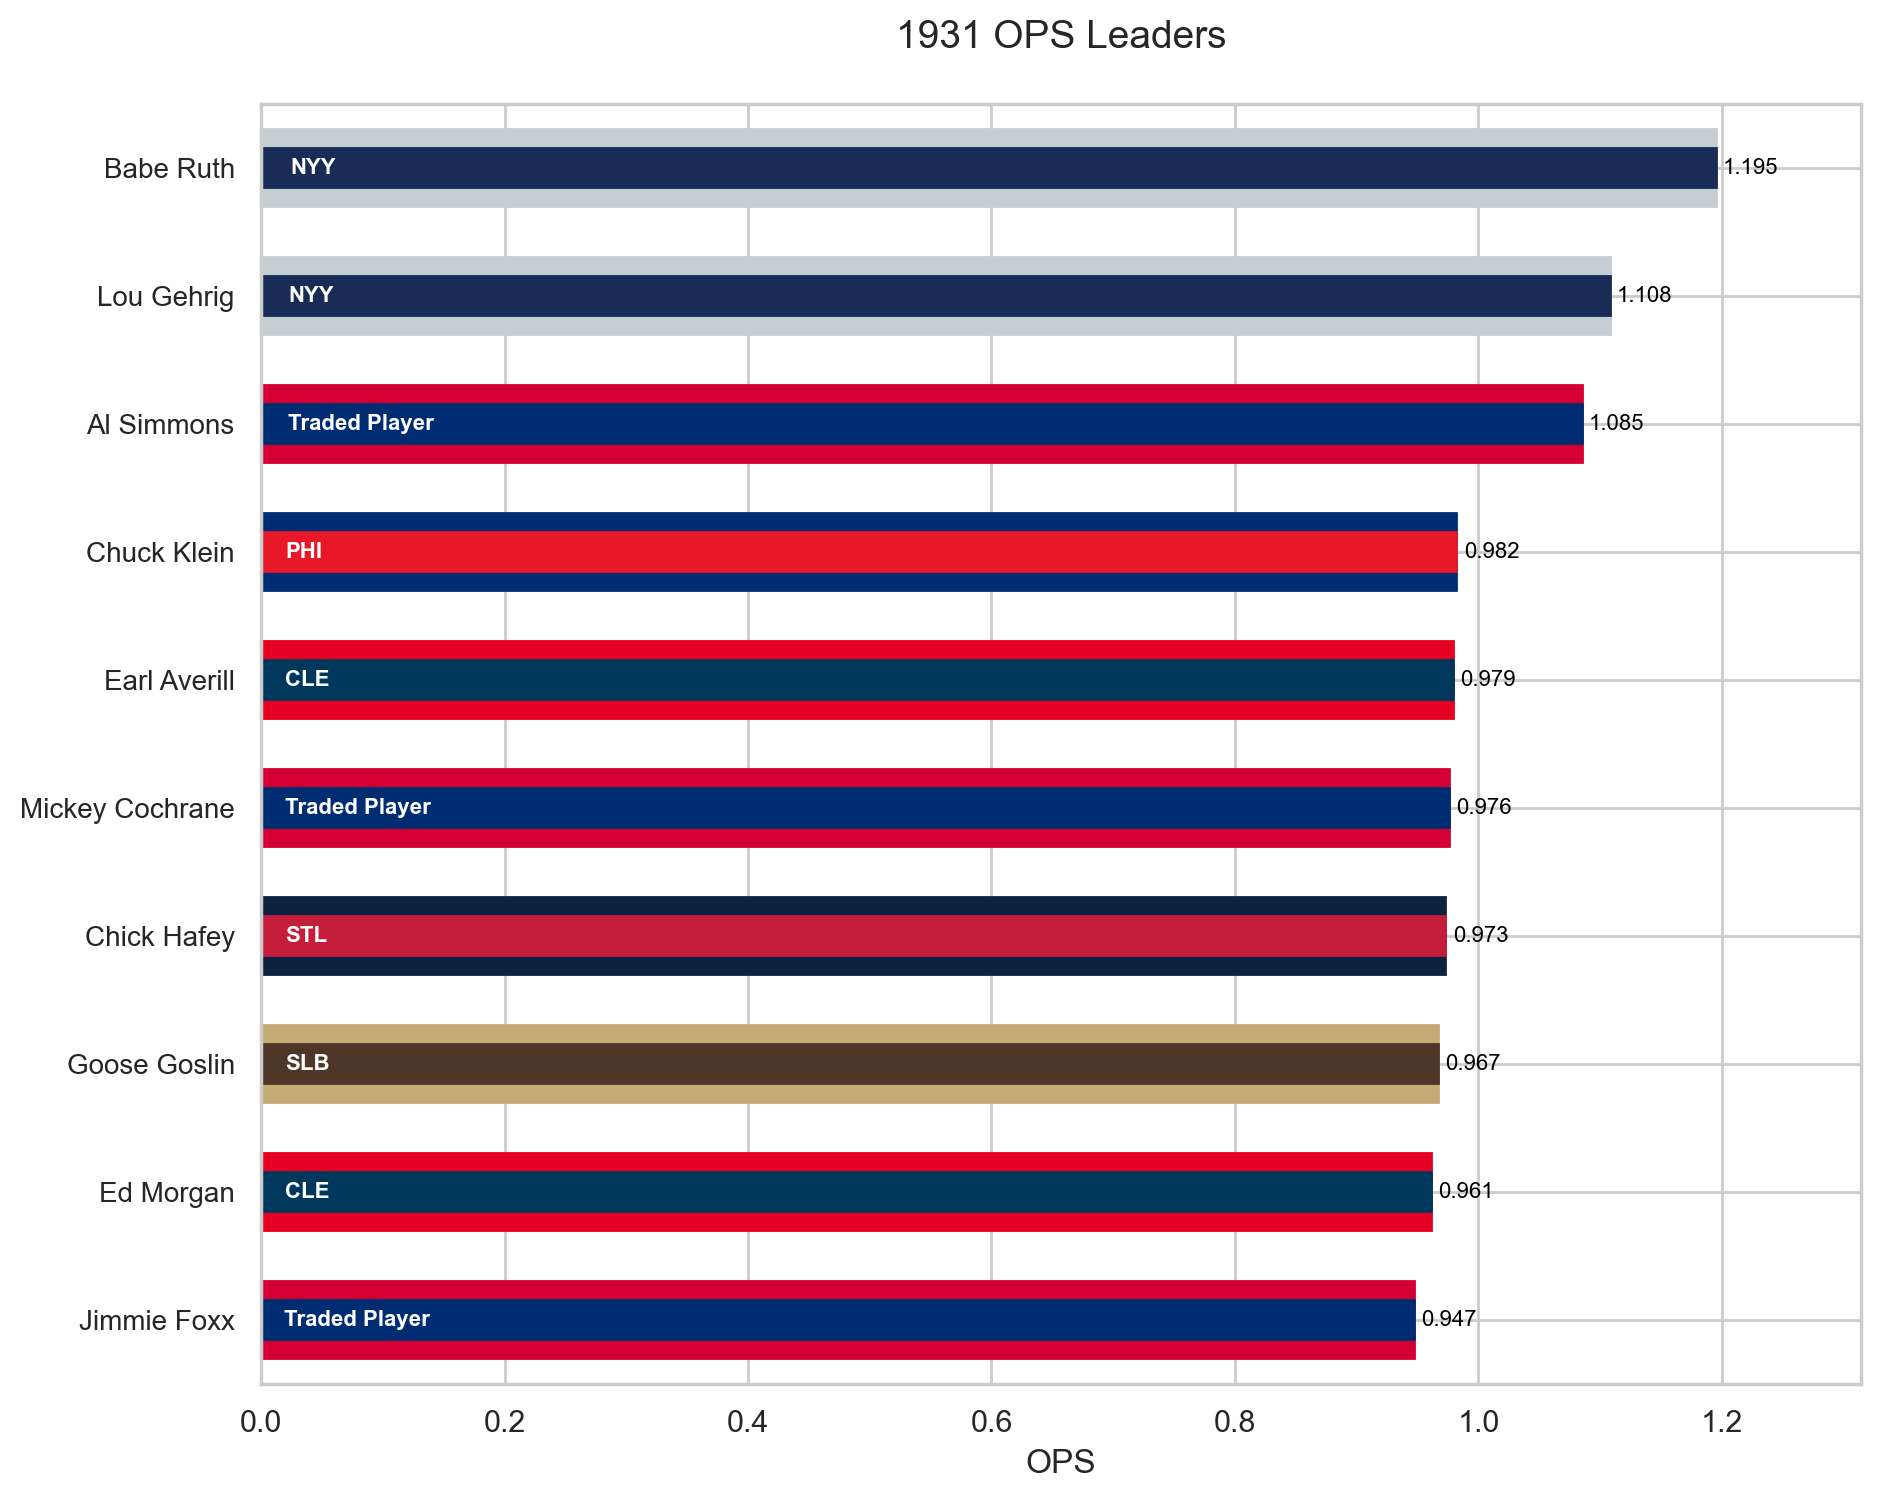 1931 OPS Leaders
Babe Ruth NYY 1.195
Lou Gehrig NYY 1.108
Al Simmons Traded Player 1.085
Chuck Klein PHI 0.982
Earl Averill CLE 0.979
Mickey Cochrane Traded Player 0.976
Chick Hafey STL 0.973
Goose Goslin SLB 0.967
Ed Morgan CLE 0.961
Jimmie Foxx Traded Player 0.947
0.0 0.2 0.4 0.6 0.8 1.0 1.2
OPS